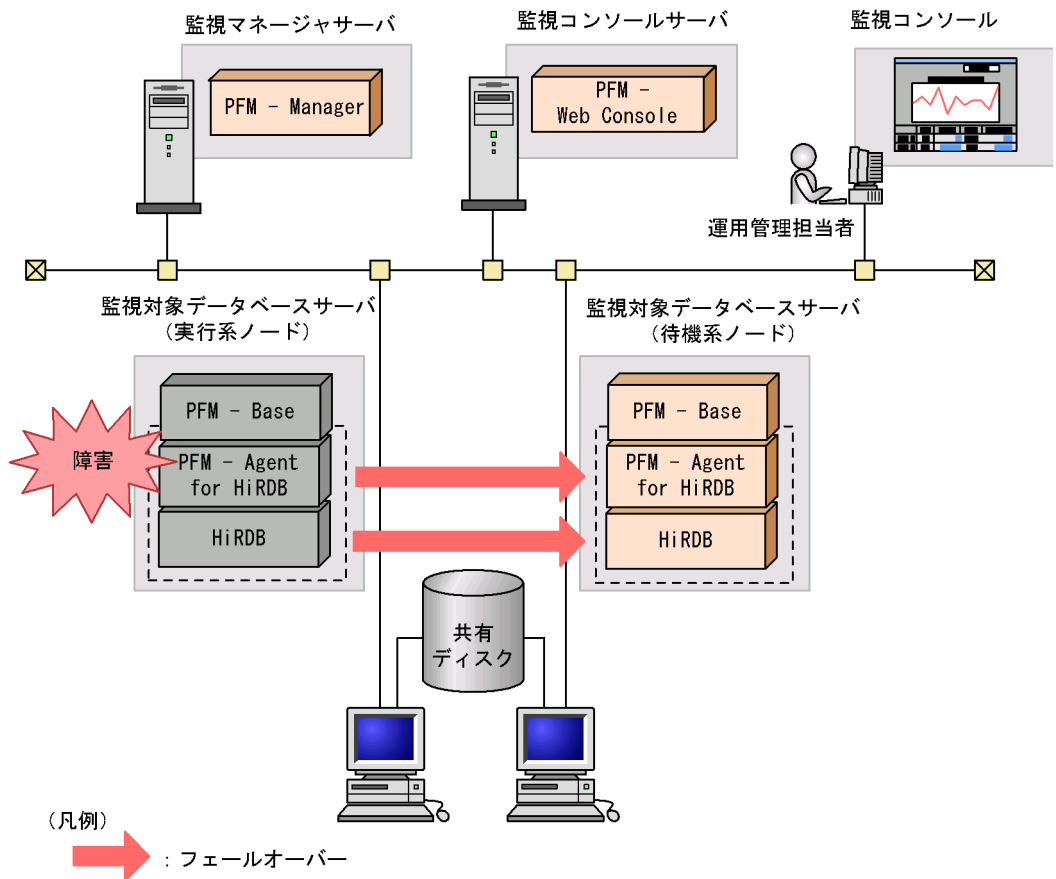 監視マネージャサーバ
監視コンソールサーバ
監視コンソール
PFM - Manager
PFM -
Web Console
運用管理担当者
監視対象データベースサーバ
(実行系ノード)
監視対象データベースサーバ
(待機系ノード)
障害
PFM - Base
PFM - Agent
for HiRDB
HiRDB
PFM - Base
PFM - Agent
for HiRDB
HiRDB
共有
ディスク
(凡例)
:フェールオーバー